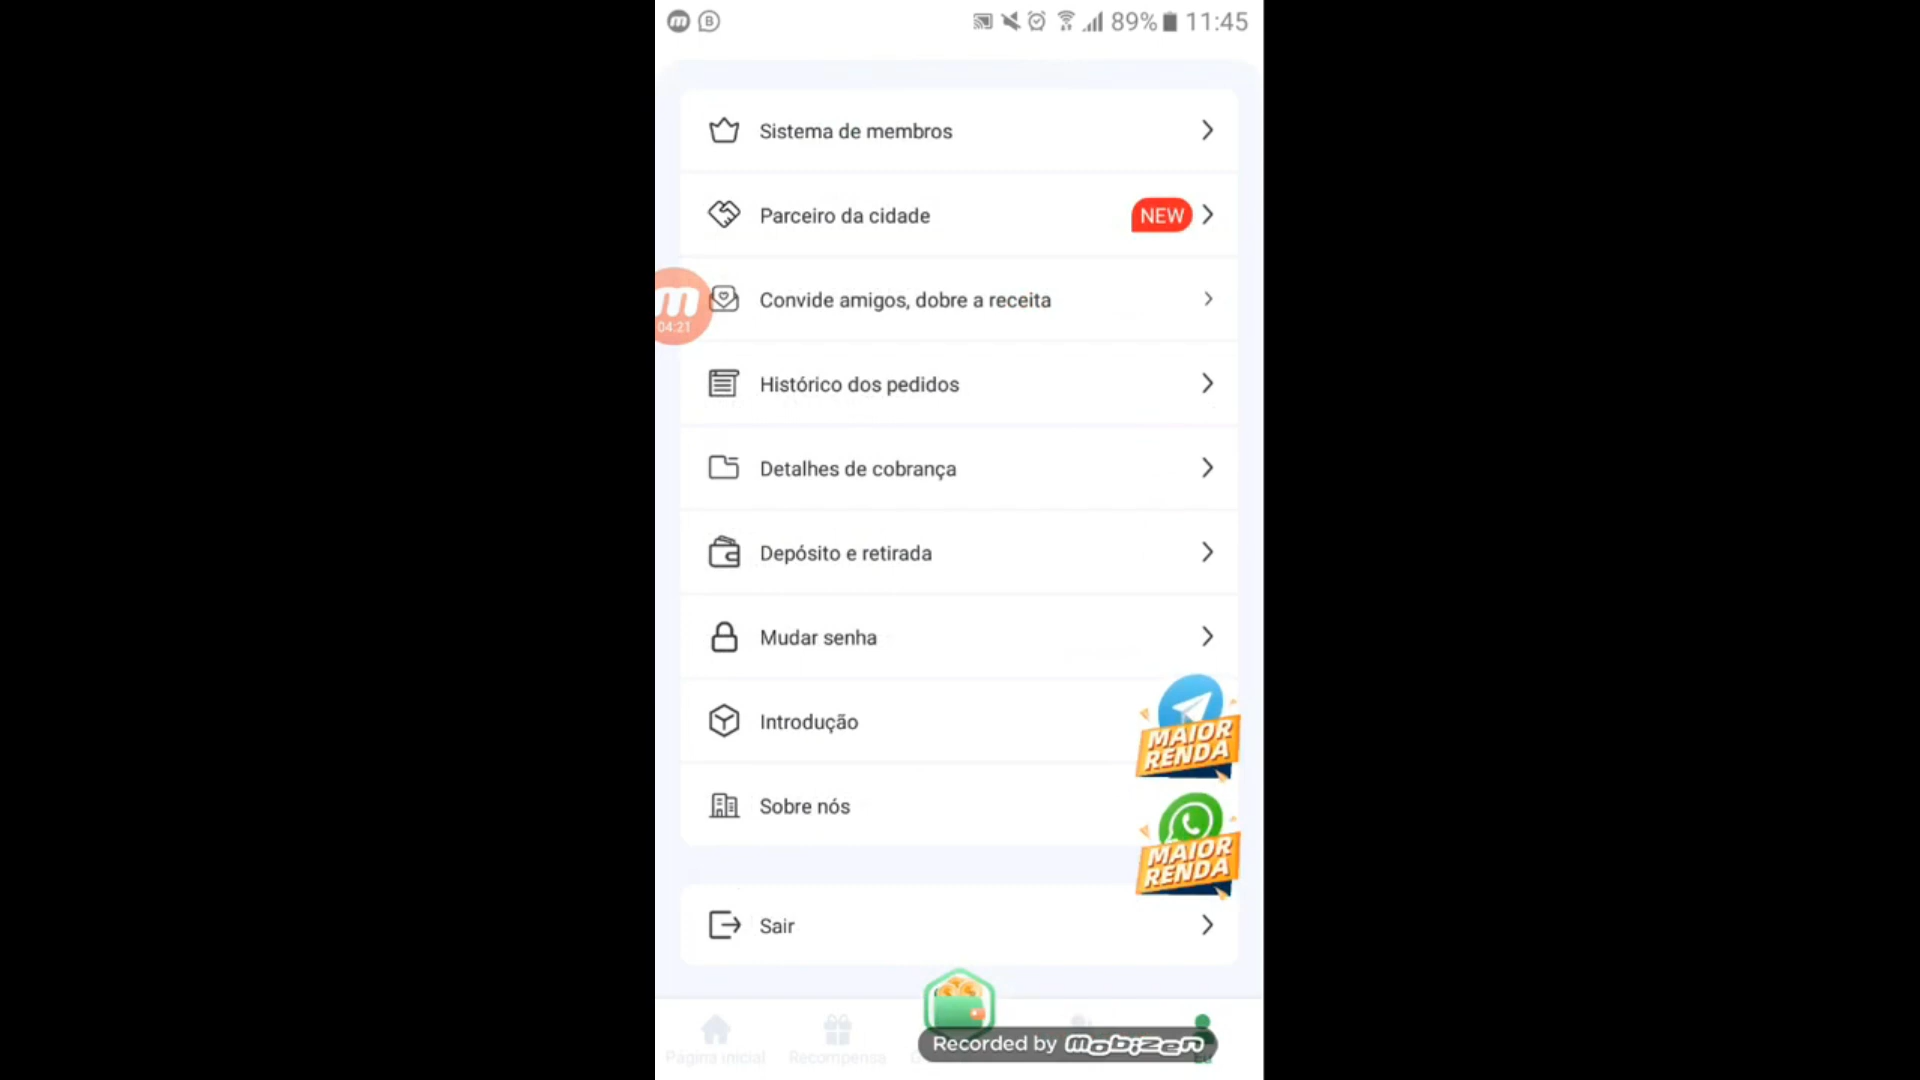 89% 11:45
Sistema de membros
Parceiro da cidade NEW
Convide amigos, dobre a receita
04:21
Histórico dos pedidos
Detalhes de cobrança
Depósito e retirada
Mudar senha
Introdução
MAIOR
RENDA
Sobre nós
MAIOR
RENDA
Sair
Recorded by mobizen
Página inicial Recompensa